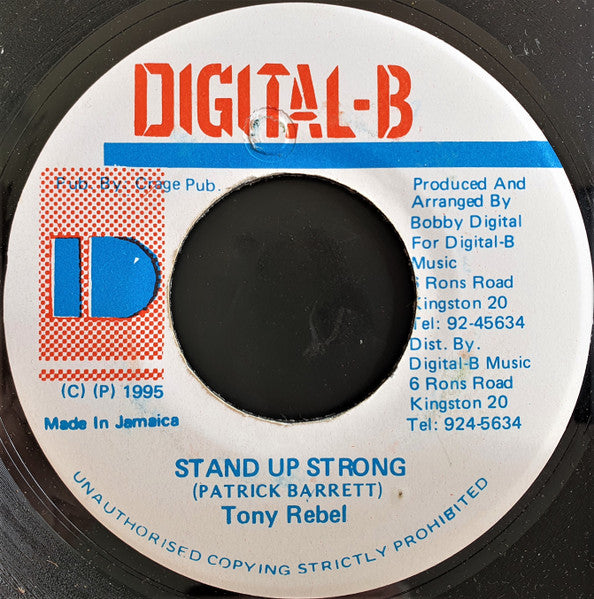 DIGITAL-B
Pub. By. Crage Pub.
Produced And
Arranged By
Bobby Digital
For Digital-B
Music
6 Rons Road
Kingston 20
Tel: 92-45634
Dist. By.
Digital-B Music
6 Rons Road
Kingston 20
Tel: 924-5634
D
(C) (P) 1995
Made In Jamaica
STAND UP STRONG
(PATRICK BARRETT)
Tony Rebel
UNAUTHORISED COPYING STRICTLY PROHIBITED